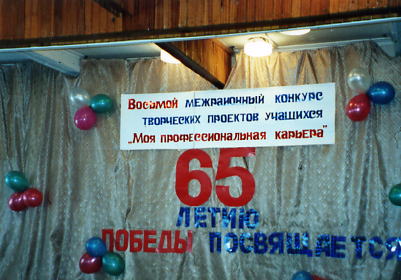 Восьмой межрайонный конкурс
творческих проектов учащихся
„Моя профессиональная карьера"
65
ЛЕТИЮ
ПОБЕДЫ ПОСВЯЩАЕТСЯ